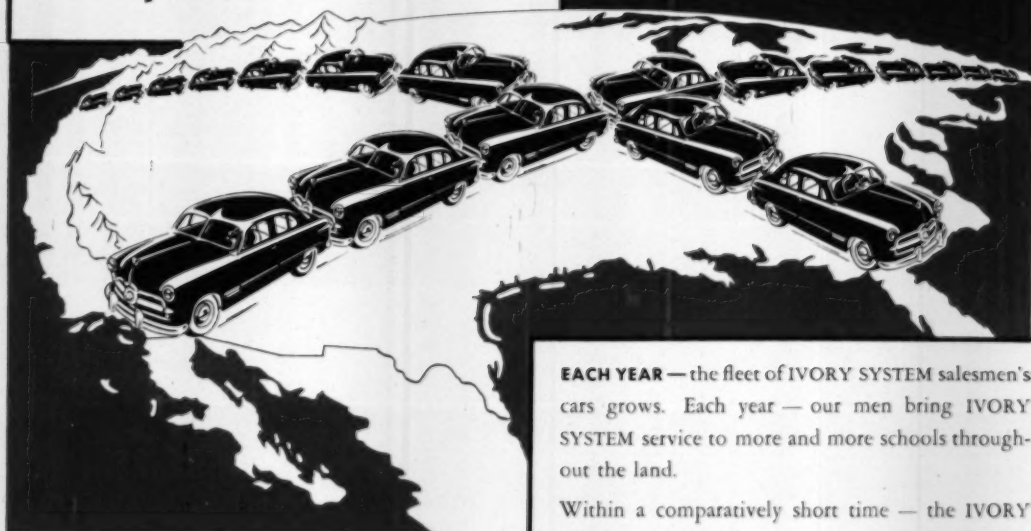 EACH YEAR — the fleet of IVORY SYSTEM salesmen's
cars grows. Each year — our men bring IVORY
SYSTEM service to more and more schools through-
out the land.
Within a comparatively short time — the IVORY